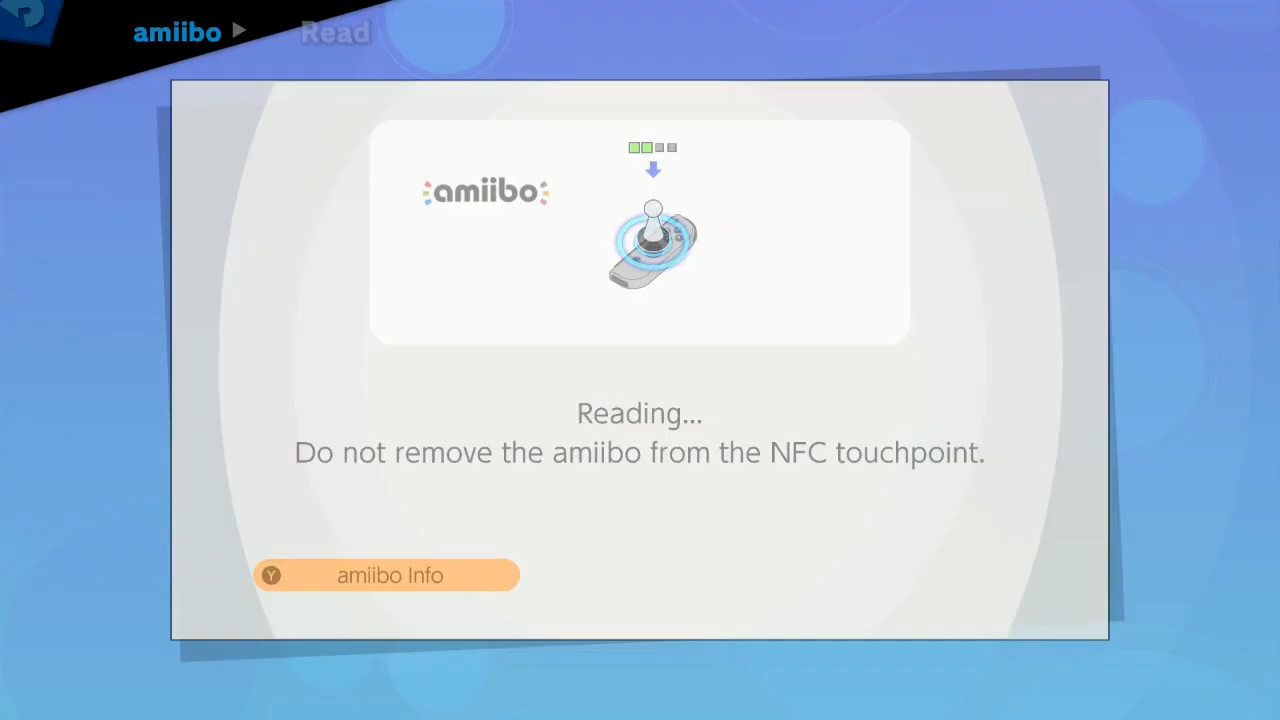 amiibo
Read
amiibo
Reading...
Do not remove the amiibo from the NFC touchpoint.
Y amiibo Info